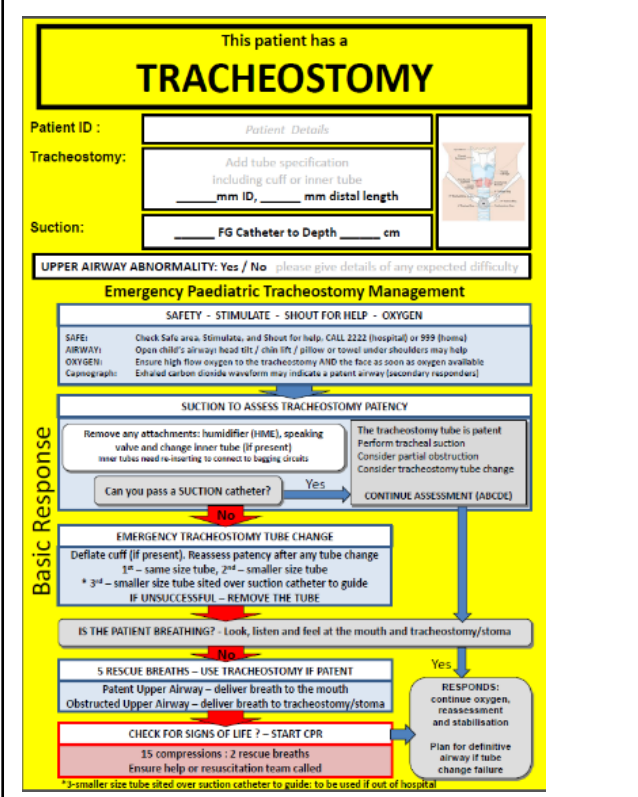 This patient has a
TRACHEOSTOMY
Patient ID :
Patient Details
Tracheostomy:
Add tube specification
including cuff or inner tube
______mm ID, ______ mm distal length
Suction:
______ FG Catheter to Depth ______ cm
UPPER AIRWAY ABNORMALITY: Yes / No please give details of any expected difficulty
Emergency Paediatric Tracheostomy Management
SAFETY - STIMULATE - SHOUT FOR HELP - OXYGEN
SAFE: Check Safe area, Stimulate, and Shout for help, CALL 2222 (hospital) or 999 (home)
AIRWAY: Open child's airway: head tilt / chin lift / pillow or towel under shoulders may help
OXYGEN: Ensure high flow oxygen to the tracheostomy AND the face as soon as oxygen available
Capnograph: Exhaled carbon dioxide waveform may indicate a patent airway (secondary responders)
Basic Response
SUCTION TO ASSESS TRACHEOSTOMY PATENCY
Remove any attachments: humidifier (HME), speaking
valve and change inner tube (if present)
Inner tubes need re-inserting to connect to bagging circuits
Can you pass a SUCTION catheter?
Yes
The tracheostomy tube is patent
Perform tracheal suction
Consider partial obstruction
Consider tracheostomy tube change
CONTINUE ASSESSMENT (ABCDE)
No
EMERGENCY TRACHEOSTOMY TUBE CHANGE
Deflate cuff (if present). Reassess patency after any tube change
1st – same size tube, 2nd – smaller size tube
* 3rd – smaller size tube sited over suction catheter to guide
IF UNSUCCESSFUL – REMOVE THE TUBE
IS THE PATIENT BREATHING? - Look, listen and feel at the mouth and tracheostomy/stoma
No
Yes
5 RESCUE BREATHS – USE TRACHEOSTOMY IF PATENT
Patent Upper Airway – deliver breath to the mouth
Obstructed Upper Airway – deliver breath to tracheostomy/stoma
CHECK FOR SIGNS OF LIFE ? – START CPR
15 compressions : 2 rescue breaths
Ensure help or resuscitation team called
RESPONDS:
continue oxygen,
reassessment
and stabilisation
Plan for definitive
airway if tube
change failure
*3-smaller size tube sited over suction catheter to guide: to be used if out of hospital